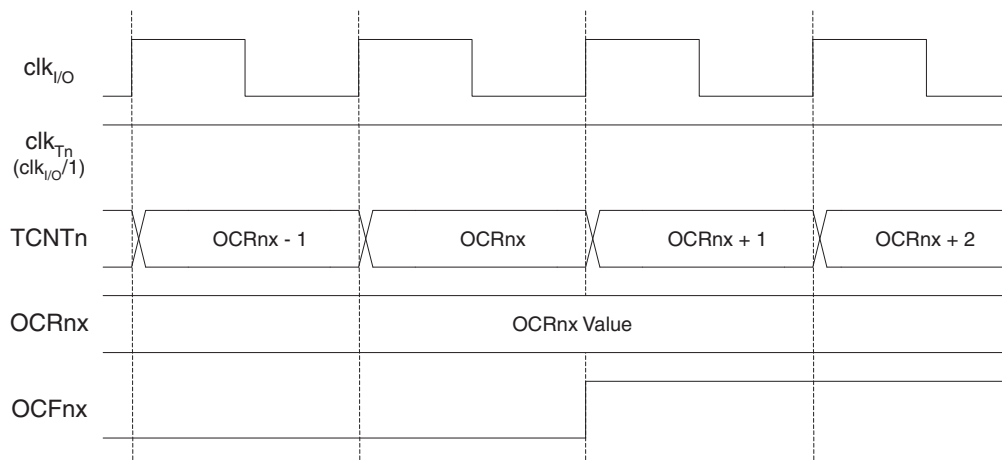 clkI/O
clkTn
(clkI/O/1)
TCNTn
OCRnx - 1
OCRnx
OCRnx + 1
OCRnx + 2
OCRnx
OCRnx Value
OCFnx